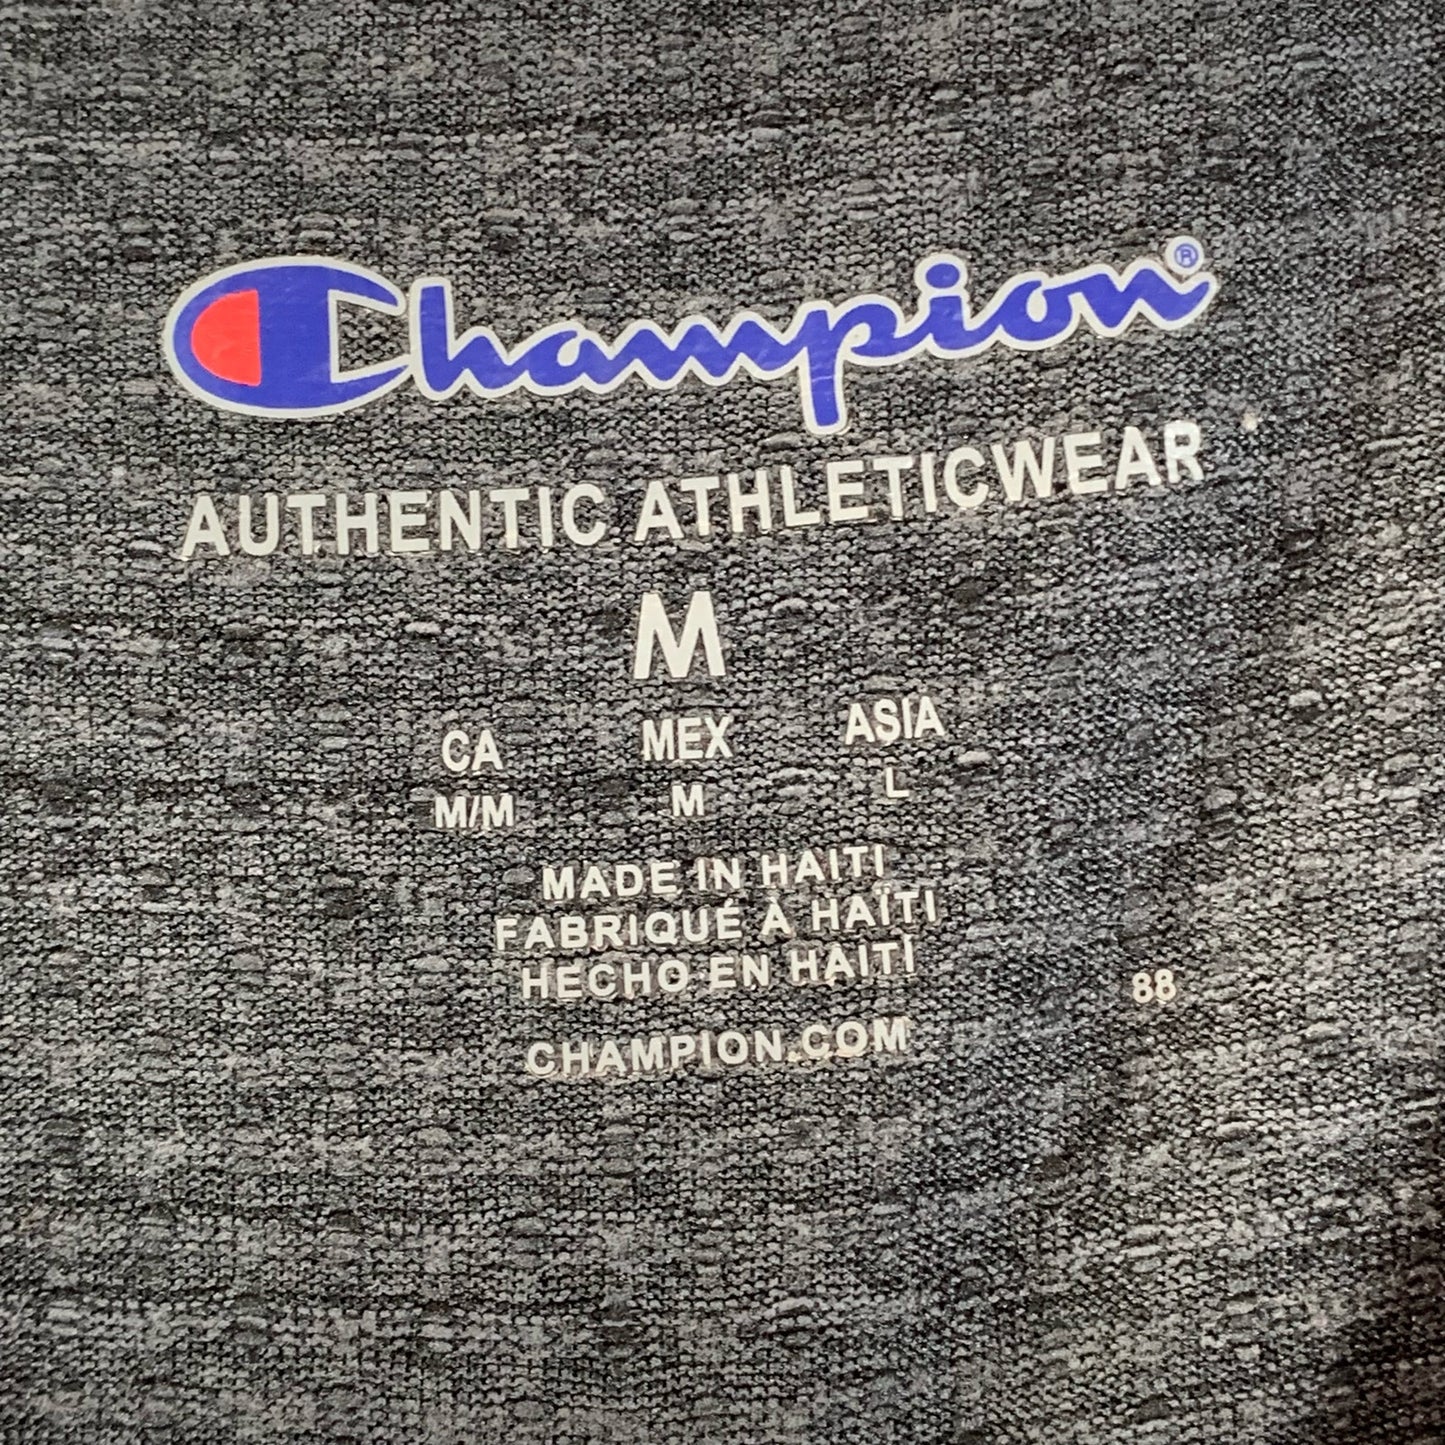 Champion®
AUTHENTIC ATHLETICWEAR
M
CA MEX ASIA
M/M M L
MADE IN HAITI
FABRIQUÉ À HAÏTI
HECHO EN HAITÍ
88
CHAMPION.COM